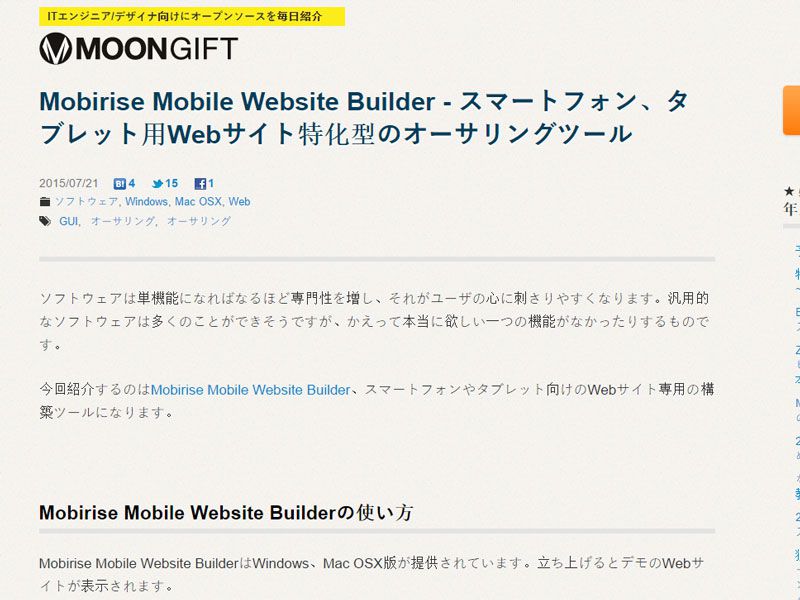 ITエンジニア/デザイナ向けにオープンソースを毎日紹介
MOONGIFT
Mobirise Mobile Website Builder - スマートフォン、タ
ブレット用Webサイト特化型のオーサリングツール
2015/07/21 B! 4 15 1
ソフトウェア, Windows, Mac OSX, Web
GUI, オーサリング, オーサリング
ソフトウェアは単機能になればなるほど専門性を増し、それがユーザの心に刺さりやすくなります。汎用的
なソフトウェアは多くのことができそうですが、かえって本当に欲しい一つの機能がなかったりするもので
す。
今回紹介するのはMobirise Mobile Website Builder、スマートフォンやタブレット向けのWebサイト専用の構
築ツールになります。
Mobirise Mobile Website Builderの使い方
Mobirise Mobile Website BuilderはWindows、Mac OSX版が提供されています。立ち上げるとデモのWebサ
イトが表示されます。
★
年